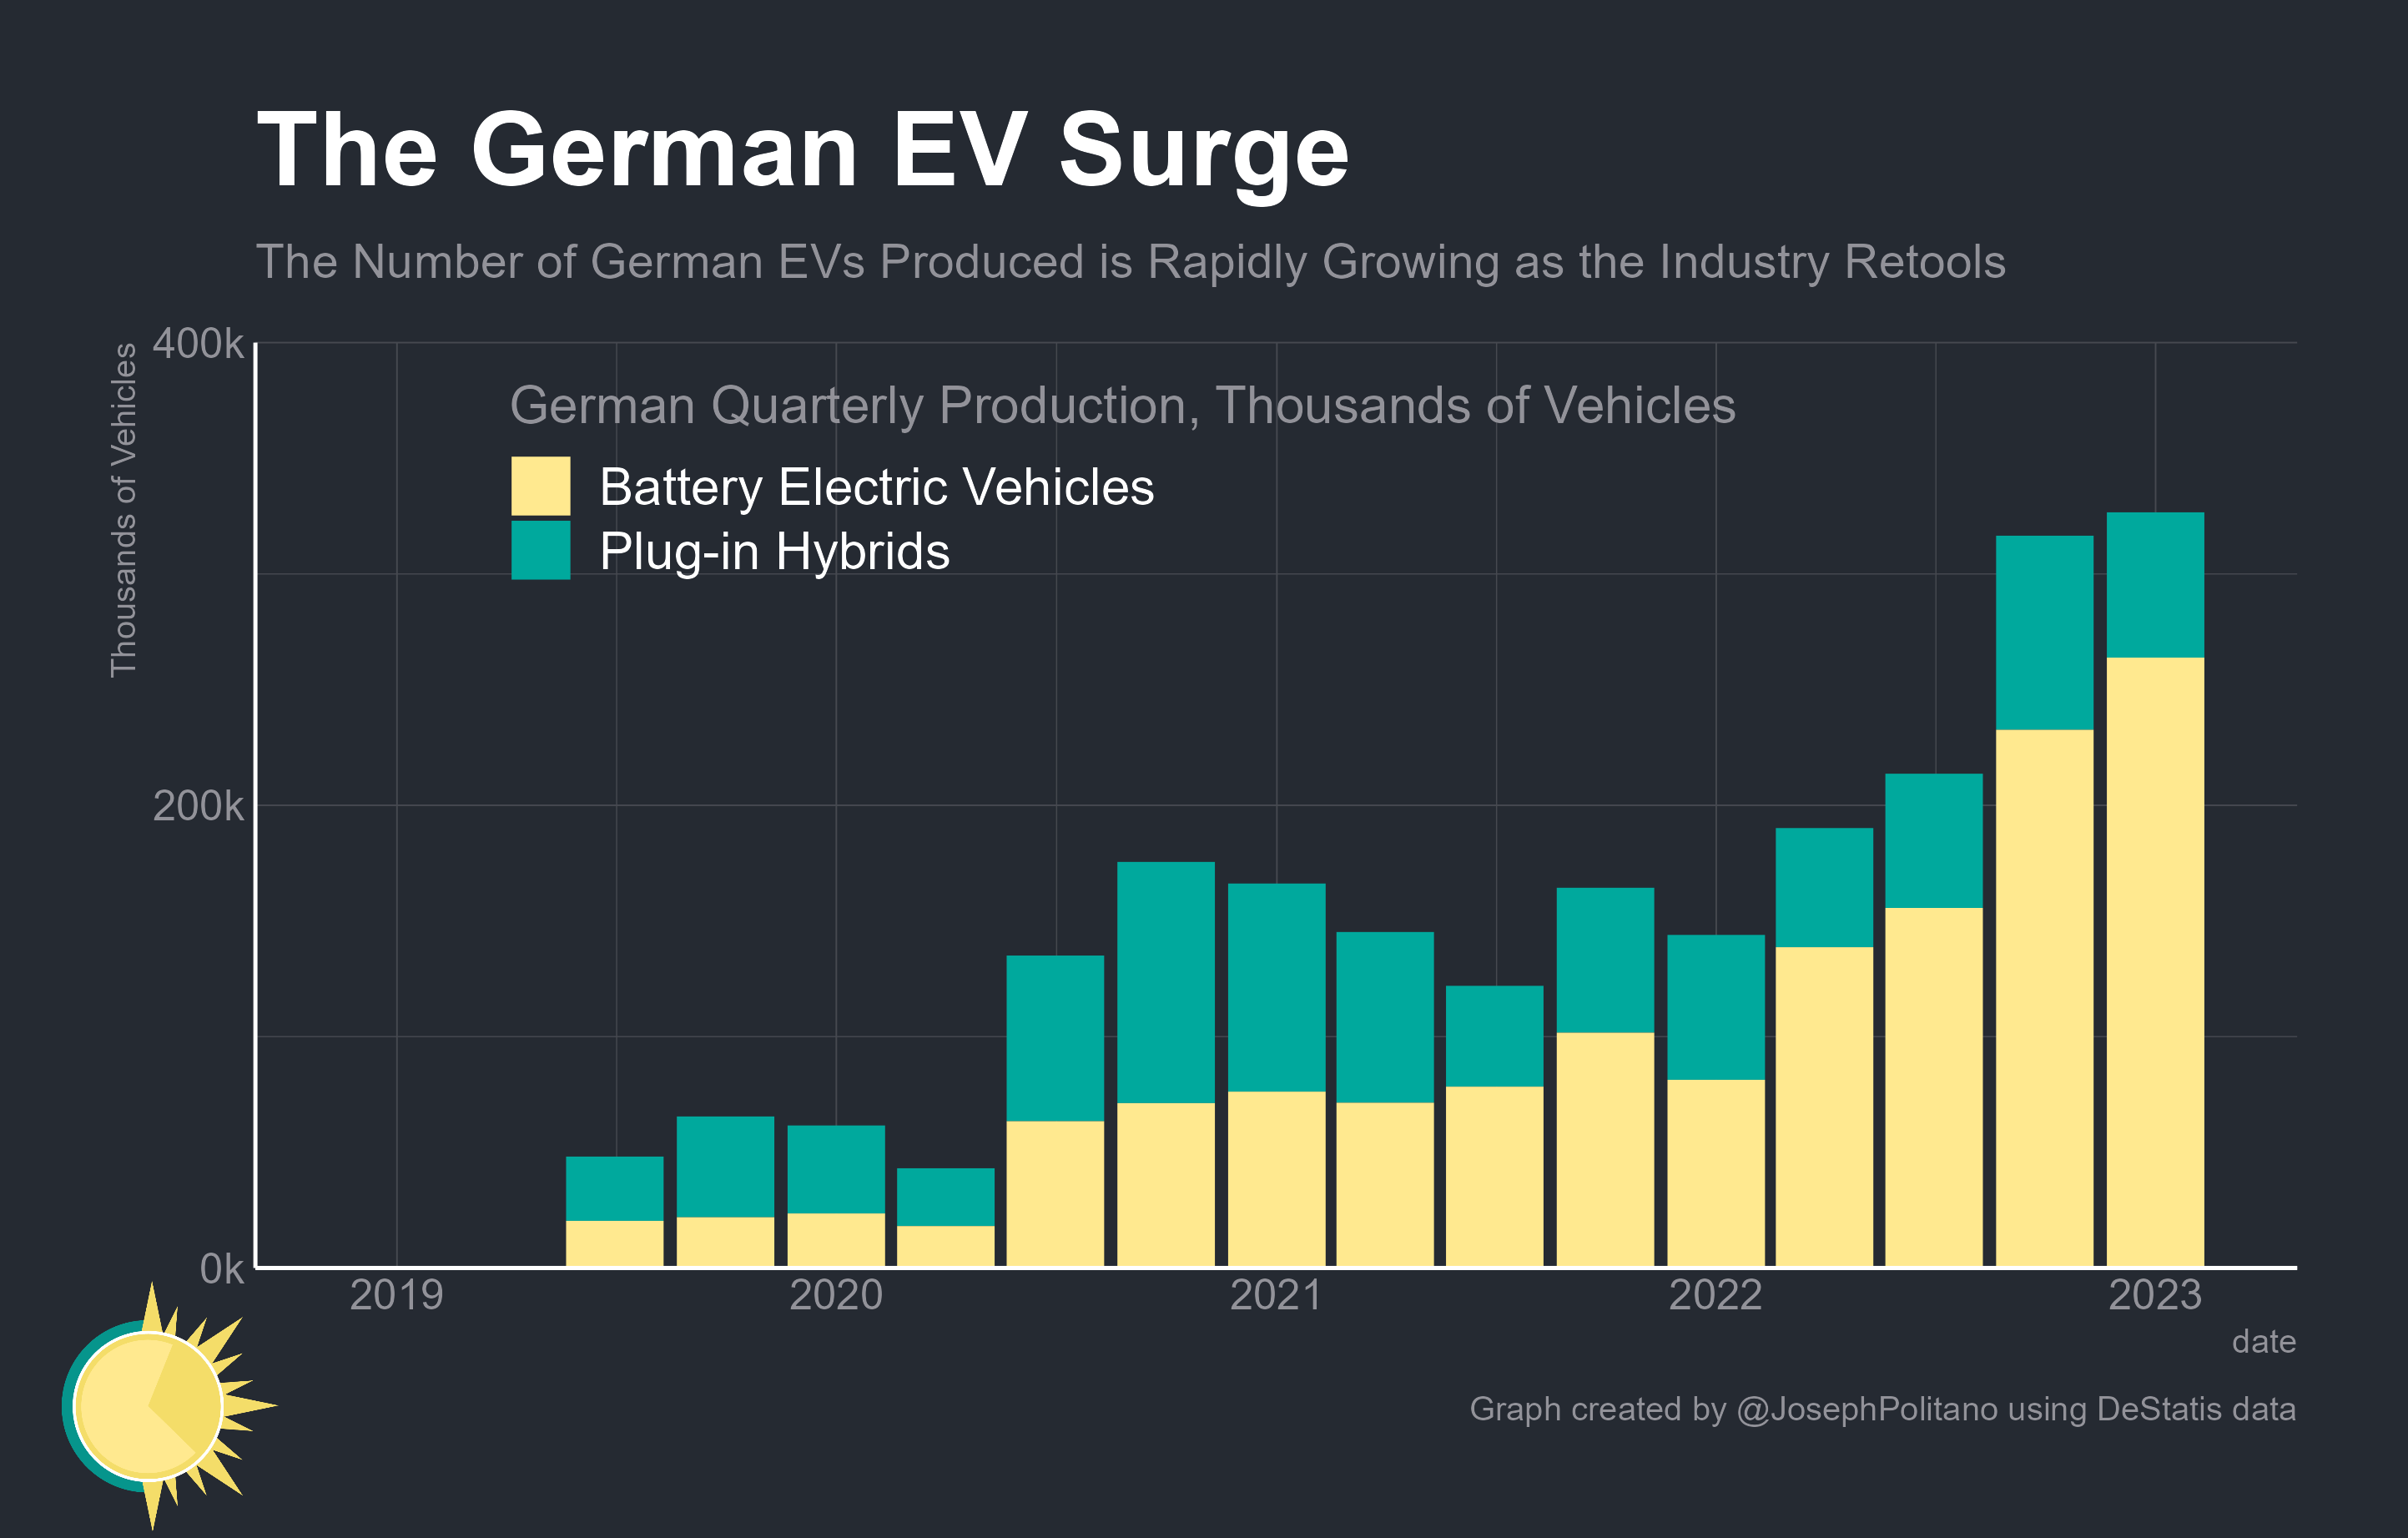 The German EV Surge
The Number of German EVs Produced is Rapidly Growing as the Industry Retools
Thousands of Vehicles
400k
200k
0k
German Quarterly Production, Thousands of Vehicles
Battery Electric Vehicles
Plug-in Hybrids
2019 2020 2021 2022 2023
date
Graph created by @JosephPolitano using DeStatis data